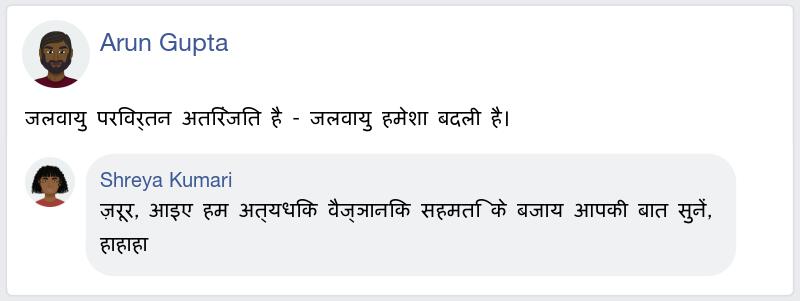 Arun Gupta
जलवायु परिवर्तन अतिरंजित है - जलवायु हमेशा बदली है।
Shreya Kumari
ज़रूर, आइए हम अत्यधिक वैज्ञानिक सहमति के बजाय आपकी बात सुनें,
हाहाहा